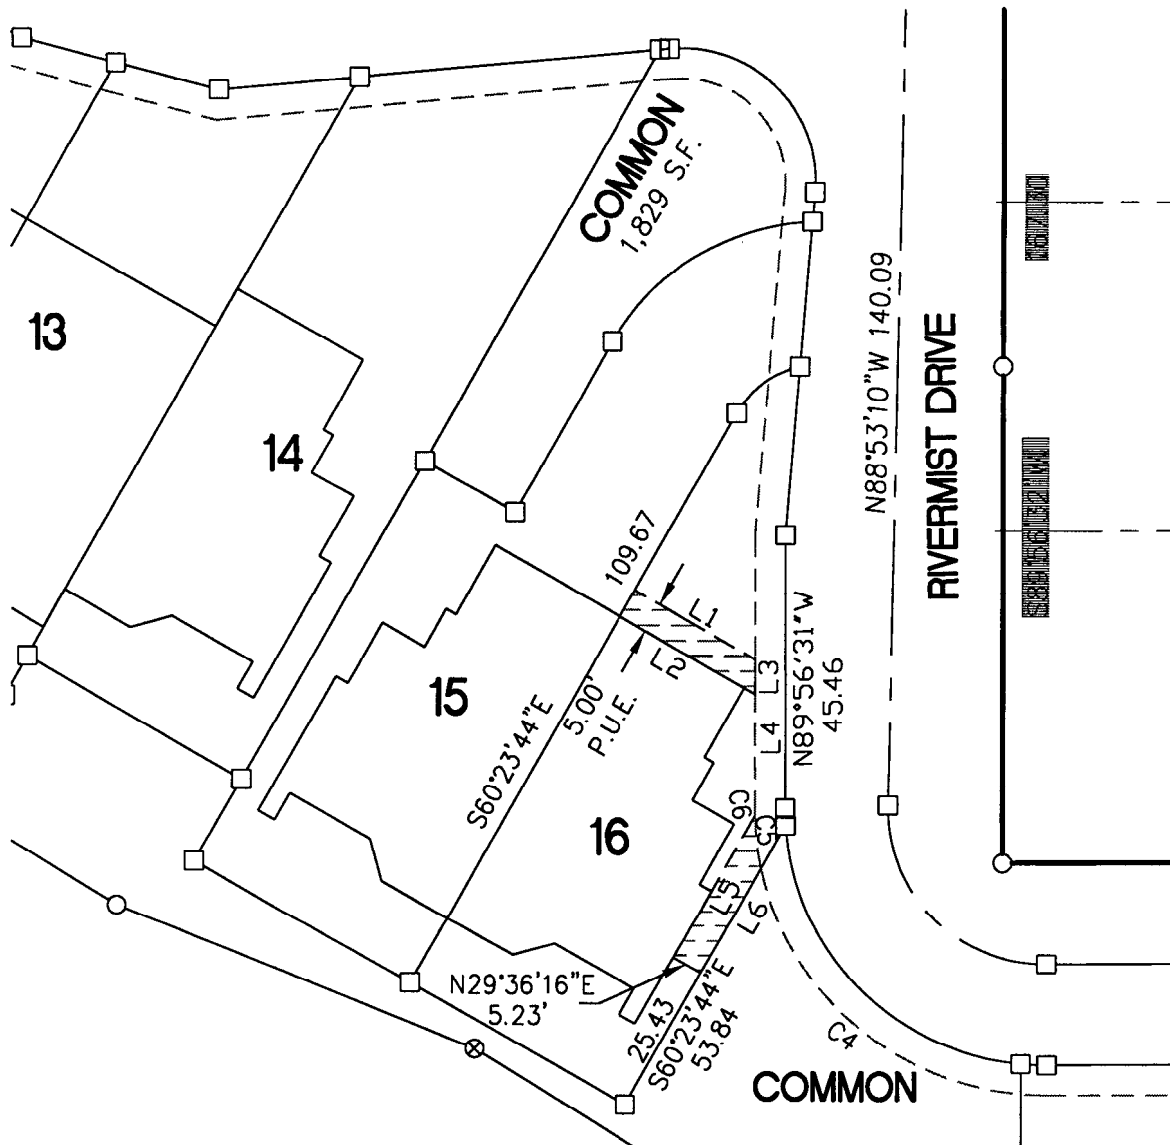 COMMON
1,829 S.F.
13
14
N88°53'10"W 140.09
RIVERMIST DRIVE
109.67
L1
L2
L3
5.00'
P.U.E.
N89°56'31"W
45.46
L4
15
S60°23'44"E
C6
C5
16
L5
L6
N29°36'16"E
5.23'
25.43
S60°23'44"E
53.84
C4
COMMON